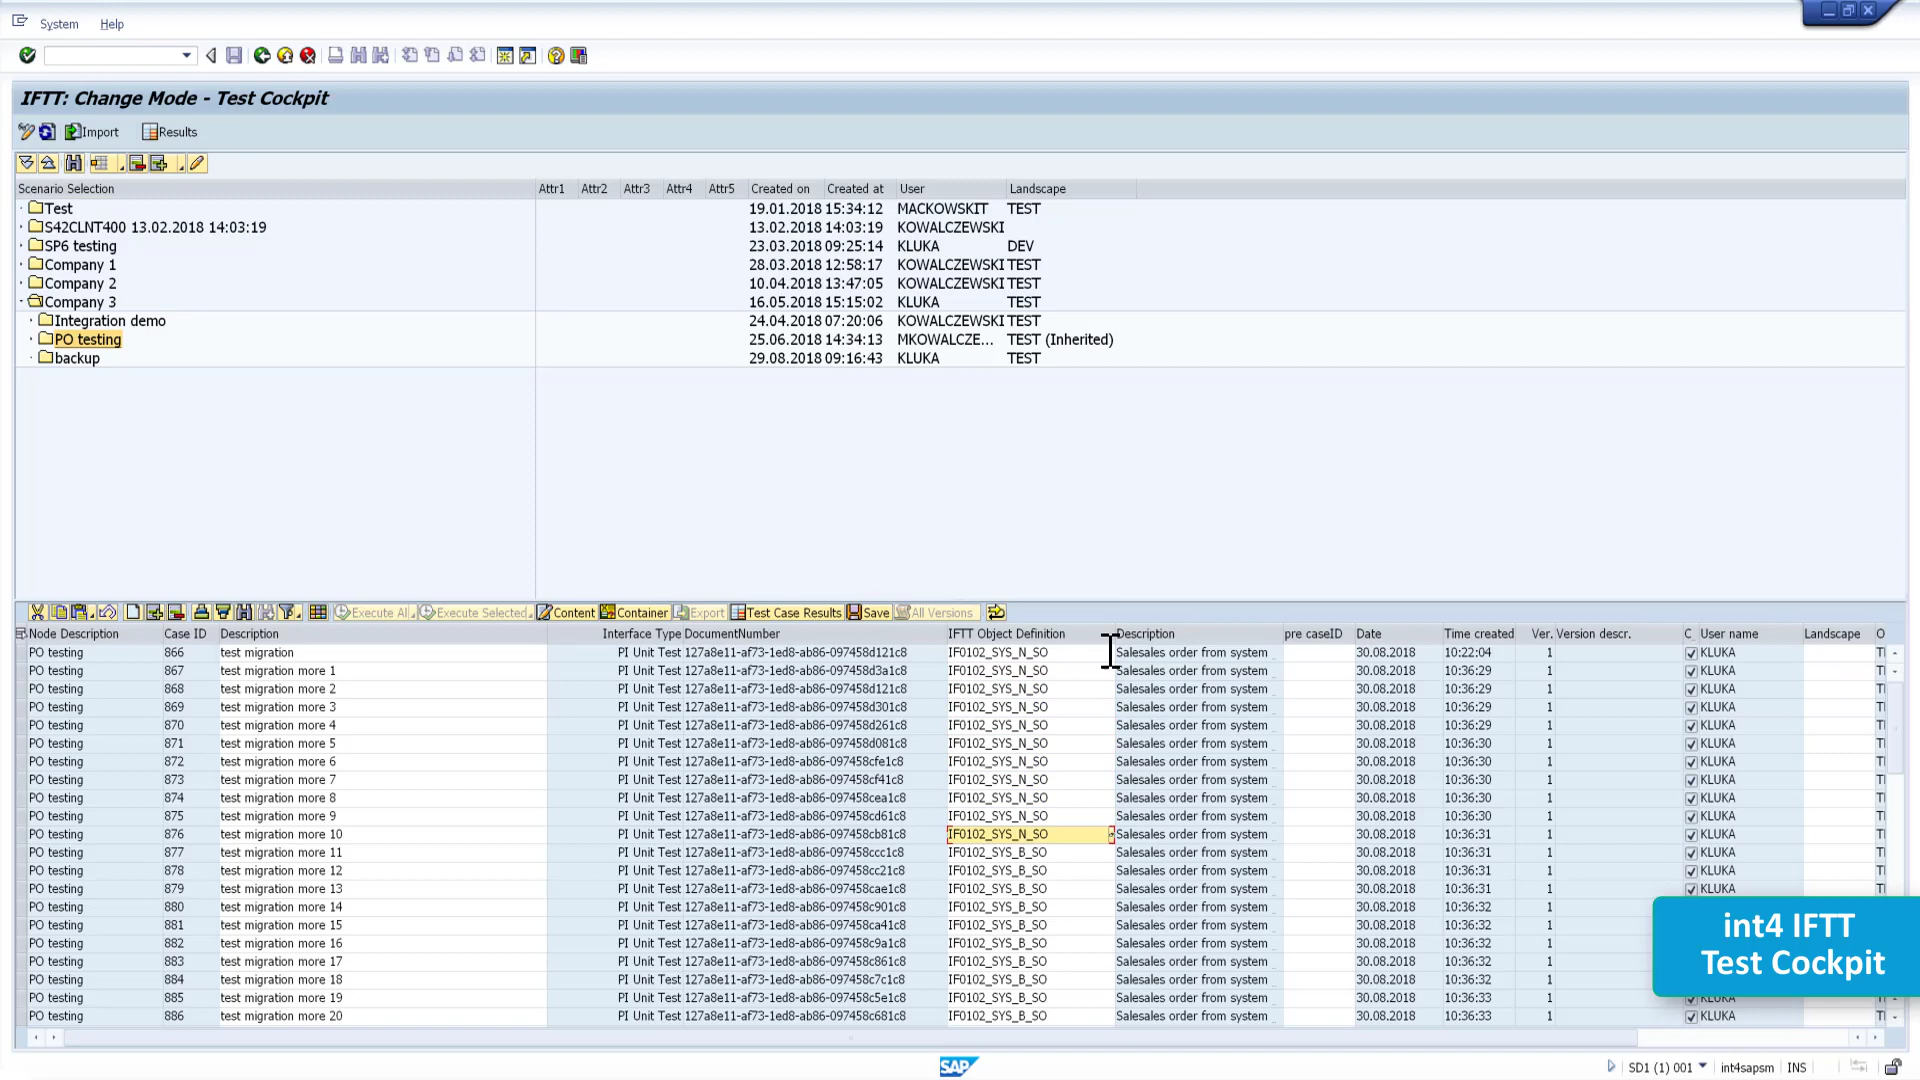 System Help
IFTT: Change Mode - Test Cockpit
Import Results
Scenario Selection Attr1 Attr2 Attr3 Attr4 Attr5 Created on Created at User Landscape
Test 19.01.2018 15:34:12 MACKOWSKIT TEST
S42CLNT400 13.02.2018 14:03:19 13.02.2018 14:03:19 KOWALCZEWSKI
SP6 testing 23.03.2018 09:25:14 KLUKA DEV
Company 1 28.03.2018 12:58:17 KOWALCZEWSKI TEST
Company 2 10.04.2018 13:47:05 KOWALCZEWSKI TEST
Company 3 16.05.2018 15:15:02 KLUKA TEST
Integration demo 24.04.2018 07:20:06 KOWALCZEWSKI TEST
PO testing 25.06.2018 14:34:13 MKOWALCZE... TEST (Inherited)
backup 29.08.2018 09:16:43 KLUKA TEST
Execute All Execute Selected Content Container Export Test Case Results Save All Versions
Node Description Case ID Description Interface Type DocumentNumber IFTT Object Definition Description pre caseID Date Time created Ver. Version descr. C User name Landscape O
PO testing 866 test migration PI Unit Test 127a8e11-af73-1ed8-ab86-097458d121c8 IF0102_SYS_N_SO Salesales order from system 30.08.2018 10:22:04 1 KLUKA
PO testing 867 test migration more 1 PI Unit Test 127a8e11-af73-1ed8-ab86-097458d3a1c8 IF0102_SYS_N_SO Salesales order from system 30.08.2018 10:36:29 1 KLUKA
PO testing 868 test migration more 2 PI Unit Test 127a8e11-af73-1ed8-ab86-097458d121c8 IF0102_SYS_N_SO Salesales order from system 30.08.2018 10:36:29 1 KLUKA
PO testing 869 test migration more 3 PI Unit Test 127a8e11-af73-1ed8-ab86-097458d301c8 IF0102_SYS_N_SO Salesales order from system 30.08.2018 10:36:29 1 KLUKA
PO testing 870 test migration more 4 PI Unit Test 127a8e11-af73-1ed8-ab86-097458d261c8 IF0102_SYS_N_SO Salesales order from system 30.08.2018 10:36:29 1 KLUKA
PO testing 871 test migration more 5 PI Unit Test 127a8e11-af73-1ed8-ab86-097458d081c8 IF0102_SYS_N_SO Salesales order from system 30.08.2018 10:36:30 1 KLUKA
PO testing 872 test migration more 6 PI Unit Test 127a8e11-af73-1ed8-ab86-097458cfe1c8 IF0102_SYS_N_SO Salesales order from system 30.08.2018 10:36:30 1 KLUKA
PO testing 873 test migration more 7 PI Unit Test 127a8e11-af73-1ed8-ab86-097458cf41c8 IF0102_SYS_N_SO Salesales order from system 30.08.2018 10:36:30 1 KLUKA
PO testing 874 test migration more 8 PI Unit Test 127a8e11-af73-1ed8-ab86-097458cea1c8 IF0102_SYS_N_SO Salesales order from system 30.08.2018 10:36:30 1 KLUKA
PO testing 875 test migration more 9 PI Unit Test 127a8e11-af73-1ed8-ab86-097458cd61c8 IF0102_SYS_N_SO Salesales order from system 30.08.2018 10:36:30 1 KLUKA
PO testing 876 test migration more 10 PI Unit Test 127a8e11-af73-1ed8-ab86-097458cb81c8 IF0102_SYS_N_SO Salesales order from system 30.08.2018 10:36:31 1 KLUKA
PO testing 877 test migration more 11 PI Unit Test 127a8e11-af73-1ed8-ab86-097458ccc1c8 IF0102_SYS_B_SO Salesales order from system 30.08.2018 10:36:31 1 KLUKA
PO testing 878 test migration more 12 PI Unit Test 127a8e11-af73-1ed8-ab86-097458cc21c8 IF0102_SYS_B_SO Salesales order from system 30.08.2018 10:36:31 1 KLUKA
PO testing 879 test migration more 13 PI Unit Test 127a8e11-af73-1ed8-ab86-097458cae1c8 IF0102_SYS_B_SO Salesales order from system 30.08.2018 10:36:31 1 KLUKA
PO testing 880 test migration more 14 PI Unit Test 127a8e11-af73-1ed8-ab86-097458c901c8 IF0102_SYS_B_SO Salesales order from system 30.08.2018 10:36:32 1
PO testing 881 test migration more 15 PI Unit Test 127a8e11-af73-1ed8-ab86-097458ca41c8 IF0102_SYS_B_SO Salesales order from system 30.08.2018 10:36:32 1
PO testing 882 test migration more 16 PI Unit Test 127a8e11-af73-1ed8-ab86-097458c9a1c8 IF0102_SYS_B_SO Salesales order from system 30.08.2018 10:36:32 1
PO testing 883 test migration more 17 PI Unit Test 127a8e11-af73-1ed8-ab86-097458c861c8 IF0102_SYS_B_SO Salesales order from system 30.08.2018 10:36:32 1
PO testing 884 test migration more 18 PI Unit Test 127a8e11-af73-1ed8-ab86-097458c7c1c8 IF0102_SYS_B_SO Salesales order from system 30.08.2018 10:36:32 1
PO testing 885 test migration more 19 PI Unit Test 127a8e11-af73-1ed8-ab86-097458c5e1c8 IF0102_SYS_B_SO Salesales order from system 30.08.2018 10:36:33 1 KLUKA
PO testing 886 test migration more 20 PI Unit Test 127a8e11-af73-1ed8-ab86-097458c681c8 IF0102_SYS_B_SO Salesales order from system 30.08.2018 10:36:33 1 KLUKA
int4 IFTT
Test Cockpit
SAP SD1 (1) 001 int4sapsm INS